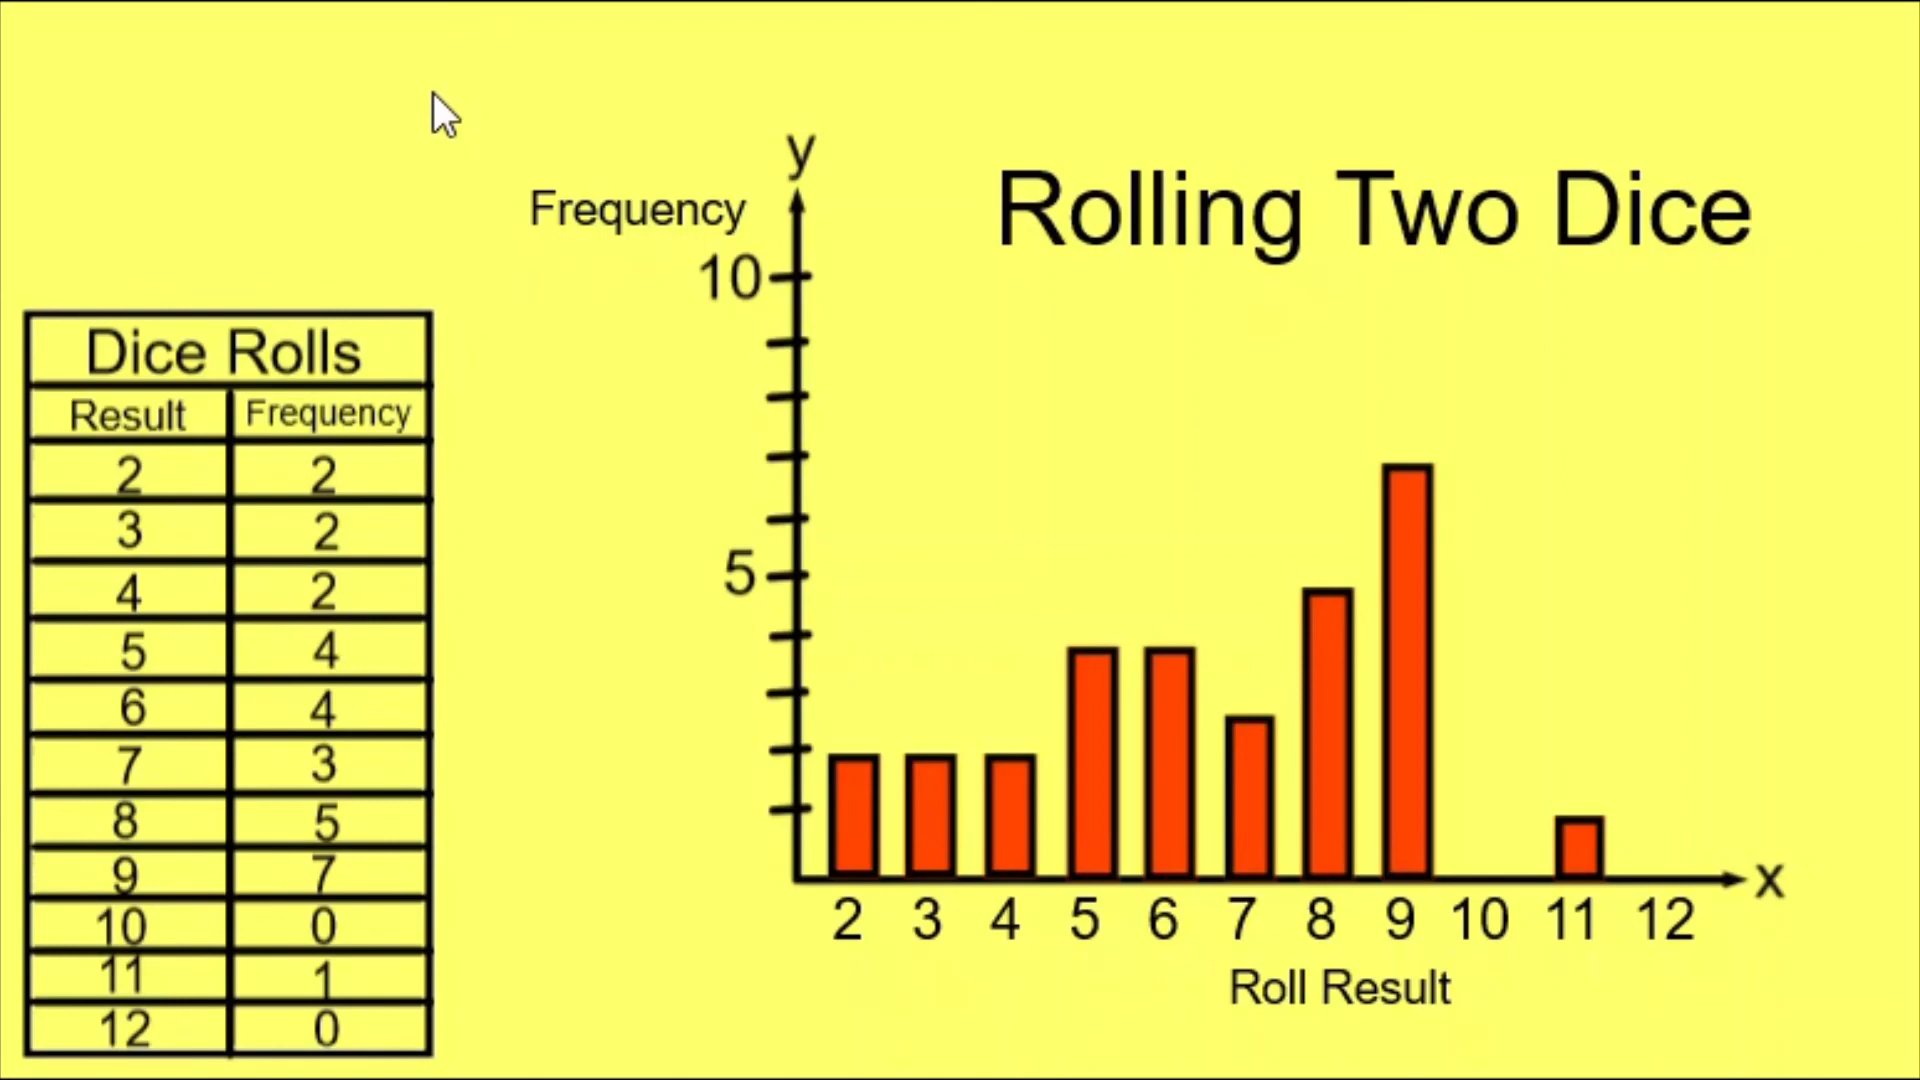 Dice Rolls
Result Frequency
2 2
3 2
4 2
5 4
6 4
7 3
8 5
9 7
10 0
11 1
12 0
y
Frequency
Rolling Two Dice
10
5
x
2 3 4 5 6 7 8 9 10 11 12
Roll Result